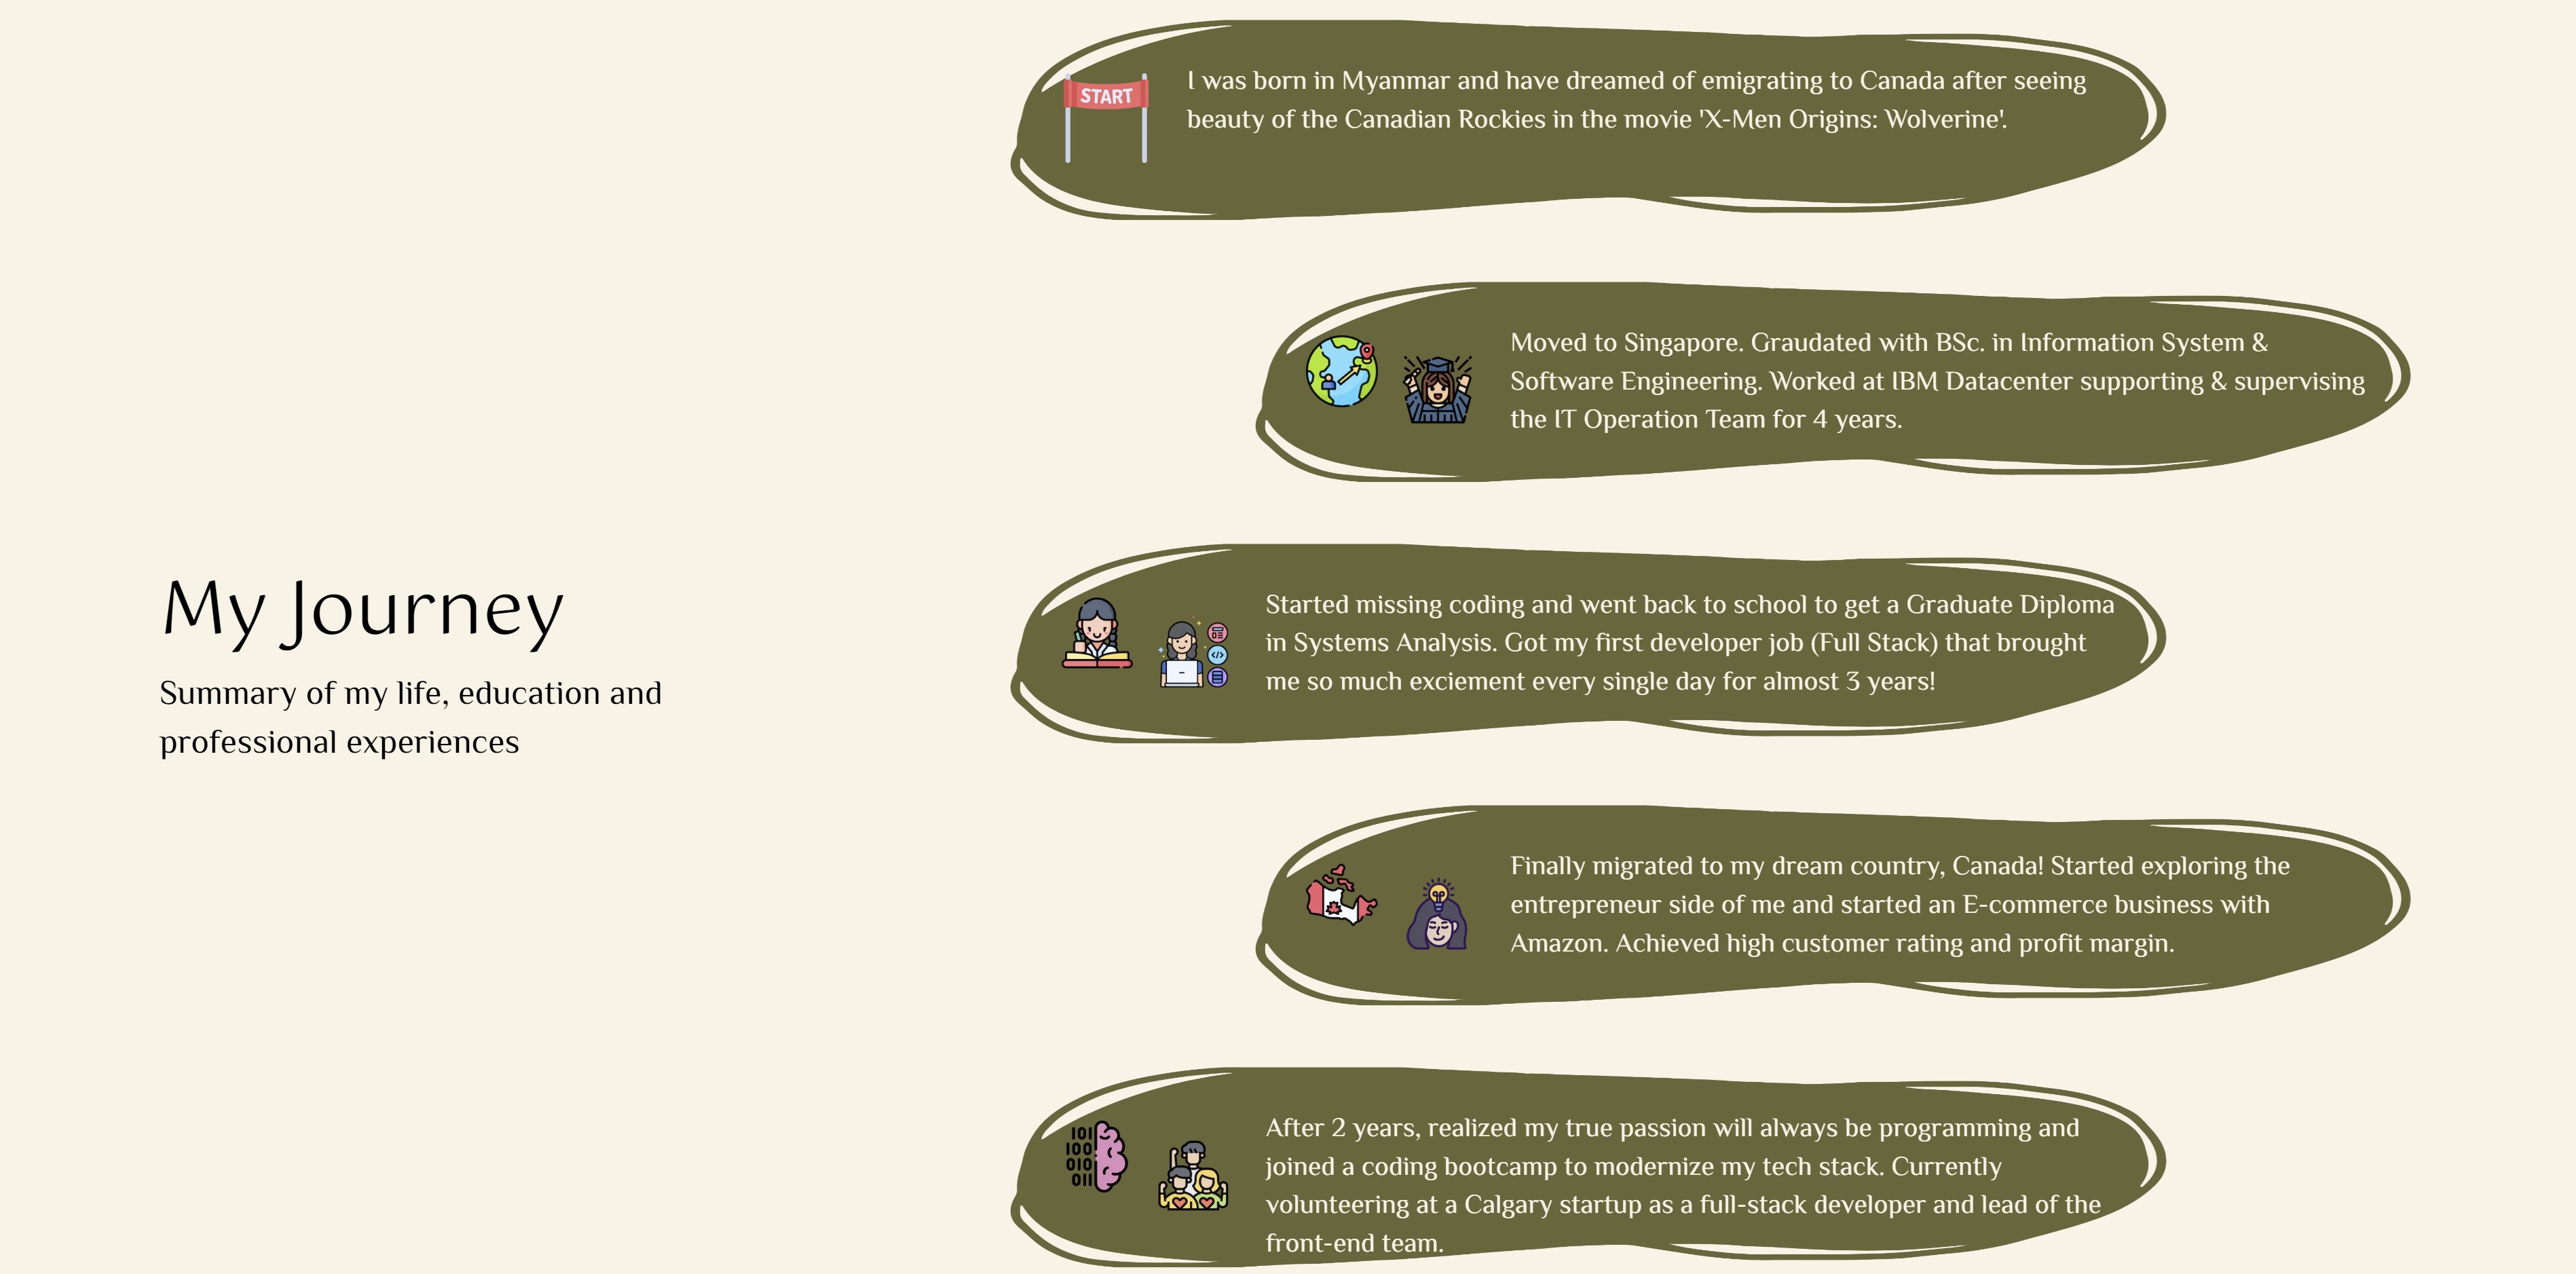 My Journey
Summary of my life, education and
professional experiences
START
I was born in Myanmar and have dreamed of emigrating to Canada after seeing
beauty of the Canadian Rockies in the movie 'X-Men Origins: Wolverine'.
Moved to Singapore. Graudated with BSc. in Information System &
Software Engineering. Worked at IBM Datacenter supporting & supervising
the IT Operation Team for 4 years.
Started missing coding and went back to school to get a Graduate Diploma
in Systems Analysis. Got my first developer job (Full Stack) that brought
me so much exciement every single day for almost 3 years!
Finally migrated to my dream country, Canada! Started exploring the
entrepreneur side of me and started an E-commerce business with
Amazon. Achieved high customer rating and profit margin.
101
100
010
011
After 2 years, realized my true passion will always be programming and
joined a coding bootcamp to modernize my tech stack. Currently
volunteering at a Calgary startup as a full-stack developer and lead of the
front-end team.